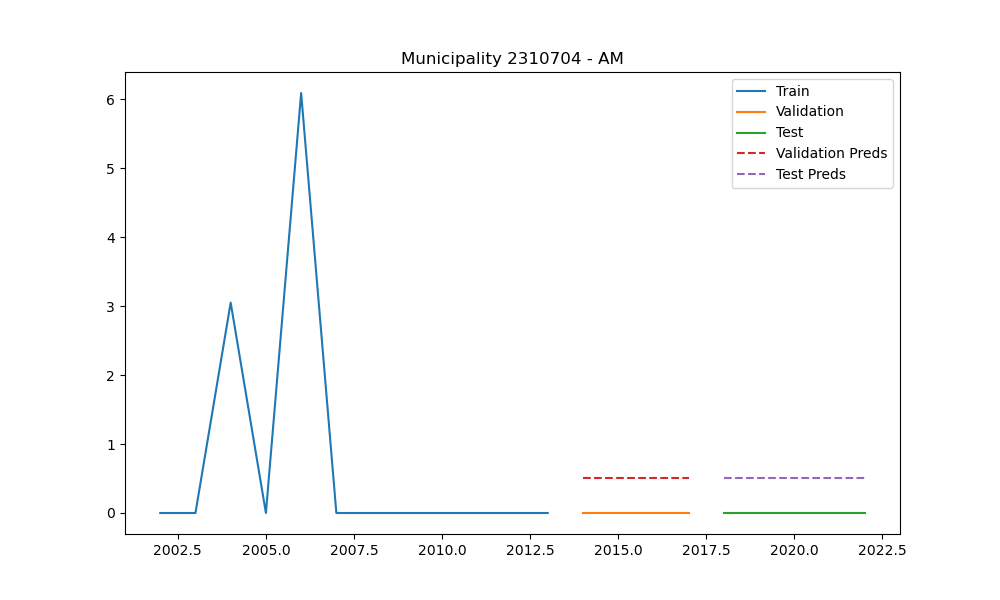 Municipality 2310704 - AM
Train
Validation
Test
Validation Preds
Test Preds
6
5
4
3
2
1
0
2002.5 2005.0 2007.5 2010.0 2012.5 2015.0 2017.5 2020.0 2022.5